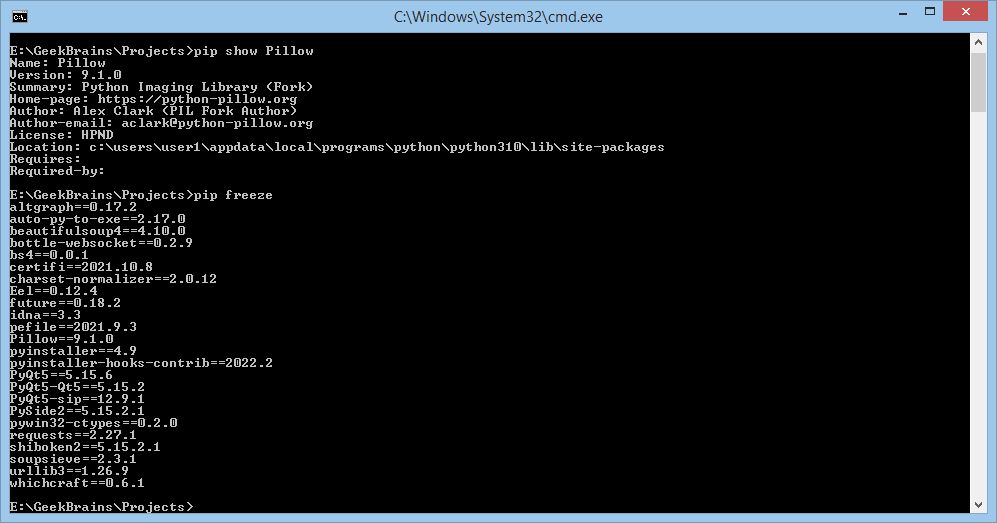 C:\Windows\System32\cmd.exe
E:\GeekBrains\Projects>pip show Pillow
Name: Pillow
Version: 9.1.0
Summary: Python Imaging Library (Fork)
Home-page: https://python-pillow.org
Author: Alex Clark (PIL Fork Author)
Author-email: aclark@python-pillow.org
License: HPND
Location: c:\users\user1\appdata\local\programs\python\python310\lib\site-packages
Requires:
Required-by:
E:\GeekBrains\Projects>pip freeze
altgraph==0.17.2
auto-py-to-exe==2.17.0
beautifulsoup4==4.10.0
bottle-websocket==0.2.9
bs4==0.0.1
certifi==2021.10.8
charset-normalizer==2.0.12
Eel==0.12.4
future==0.18.2
idna==3.3
pefile==2021.9.3
Pillow==9.1.0
pyinstaller==4.9
pyinstaller-hooks-contrib==2022.2
PyQt5==5.15.6
PyQt5-Qt5==5.15.2
PyQt5-sip==12.9.1
PySide2==5.15.2.1
pywin32-ctypes==0.2.0
requests==2.27.1
shiboken2==5.15.2.1
soupsieve==2.3.1
urllib3==1.26.9
whichcraft==0.6.1
E:\GeekBrains\Projects>